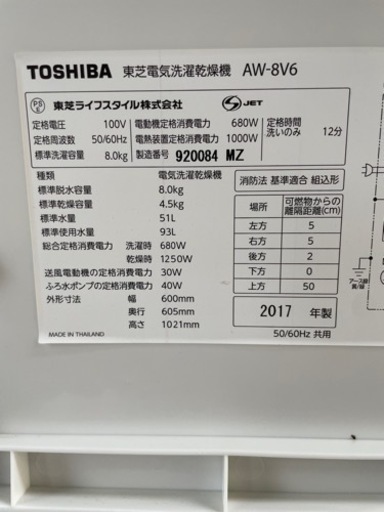 TOSHIBA 東芝電気洗濯乾燥機 AW-8V6
PS E 東芝ライフスタイル株式会社
S-JET
定格電圧 100V
定格周波数 50/60Hz
標準洗濯容量 8.0kg
電動機定格消費電力 680W
電熱装置定格消費電力 1000W
製造番号 920084 MZ
定格時間
洗いのみ 12分
種類 電気洗濯乾燥機
標準脱水容量 8.0kg
標準乾燥容量 4.5kg
標準水量 51L
標準使用水量 93L
総合定格消費電力 洗濯時 680W
乾燥時 1250W
送風電動機の定格消費電力 30W
ふろ水ポンプの定格消費電力 40W
外形寸法 幅 600mm
奥行 605mm
高さ 1021mm
MADE IN THAILAND
消防法 基準適合 組込形
場所 可燃物からの離隔距離(cm)
左方 5
右方 5
後方 2
下方 0
上方 50
2017 年製
50/60Hz 共用
アース線